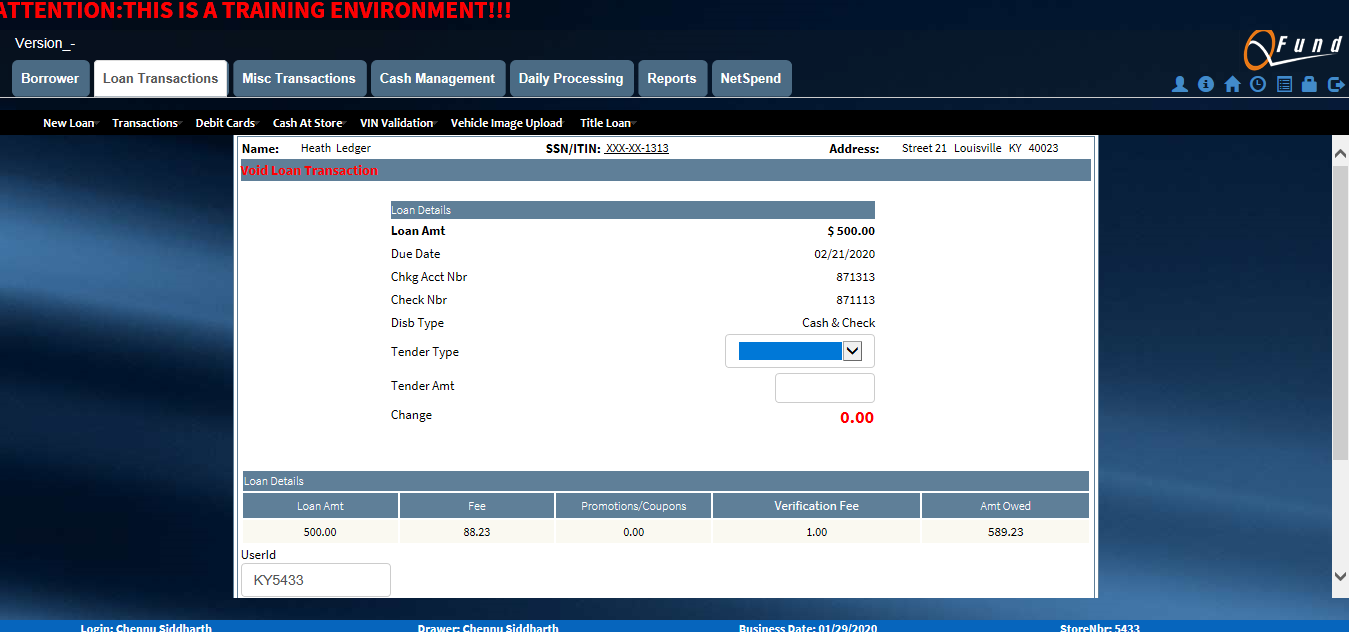 ATTENTION:THIS IS A TRAINING ENVIRONMENT!!!
Version_-
QFund
Borrower Loan Transactions Misc Transactions Cash Management Daily Processing Reports NetSpend
New Loan Transactions Debit Cards Cash At Store VIN Validation Vehicle Image Upload Title Loan
Name: Heath Ledger SSN/ITIN: XXX-XX-1313 Address: Street 21 Louisville KY 40023
Void Loan Transaction
Loan Details
Loan Amt $ 500.00
Due Date 02/21/2020
Chkg Acct Nbr 871313
Check Nbr 871113
Disb Type Cash & Check
Tender Type
Tender Amt
Change 0.00
Loan Details
Loan Amt Fee Promotions/Coupons Verification Fee Amt Owed
500.00 88.23 0.00 1.00 589.23
UserId
KY5433
Login: Chennu Siddharth Drawer: Chennu Siddharth Business Date: 01/29/2020 StoreNbr: 5433